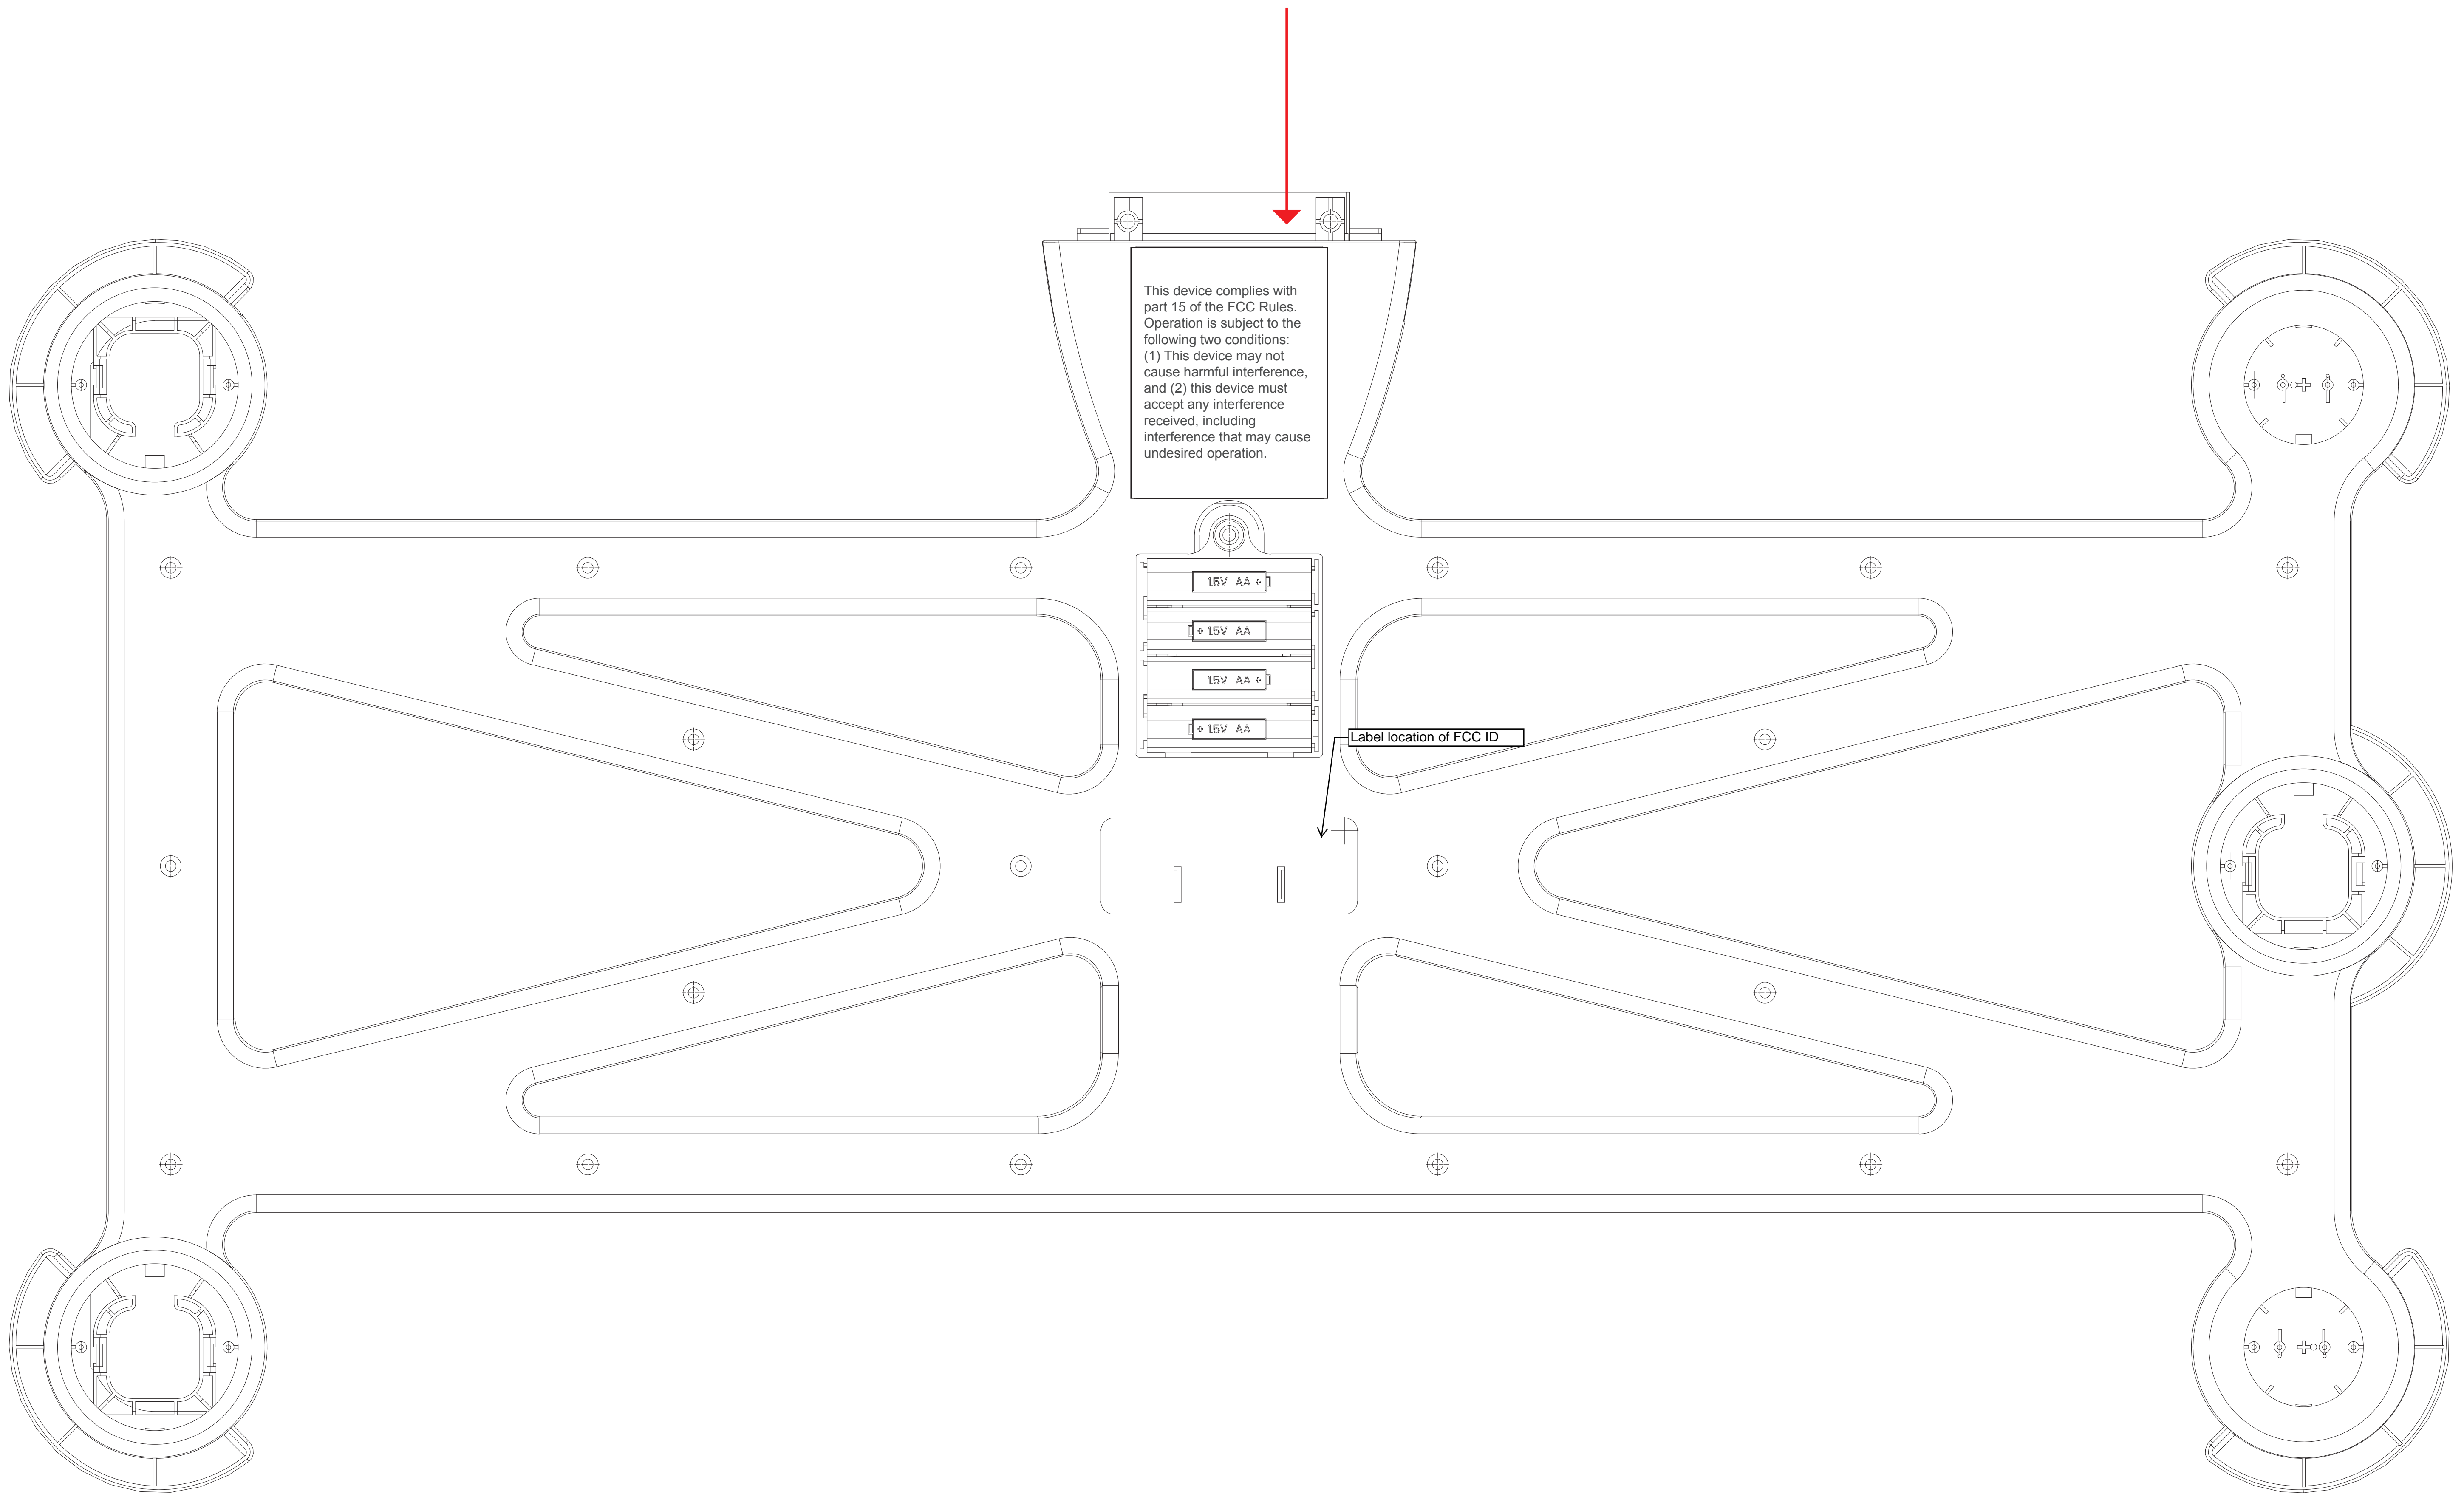 This device complies with
part 15 of the FCC Rules.
Operation is subject to the
following two conditions:
(1) This device may not
cause harmful interference,
and (2) this device must
accept any interference
received, including
interference that may cause
undesired operation.
1.5V AA +
+ 1.5V AA
1.5V AA +
+ 1.5V AA
Label location of FCC ID